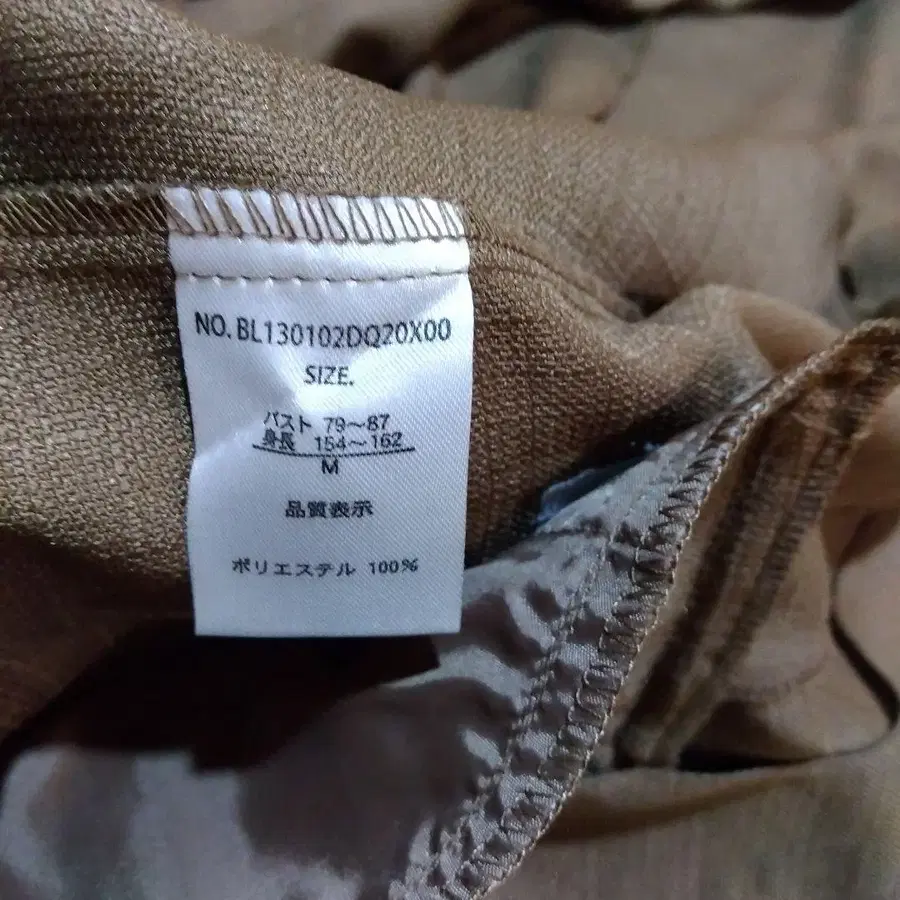 NO. BL130102DQ20X00
SIZE.
バスト 79～87
身長 154～162
M
品質表示
ポリエステル 100%